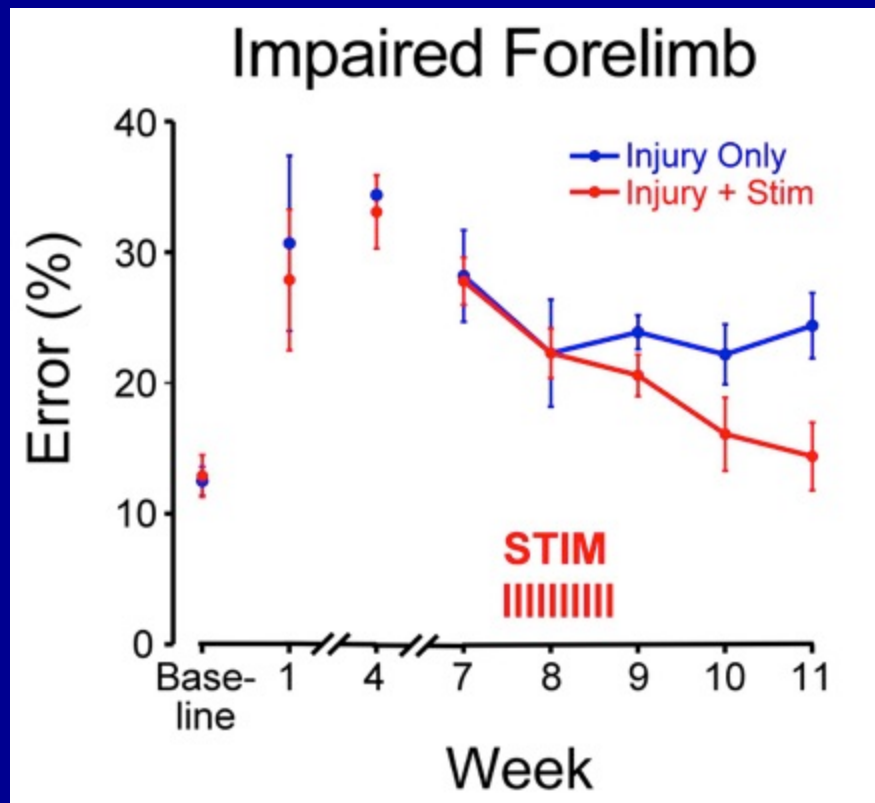 Impaired Forelimb
40
30
20
10
0
Error (%)
Injury Only
Injury + Stim
STIM
Base- 1 4 7 8 9 10 11
line
Week